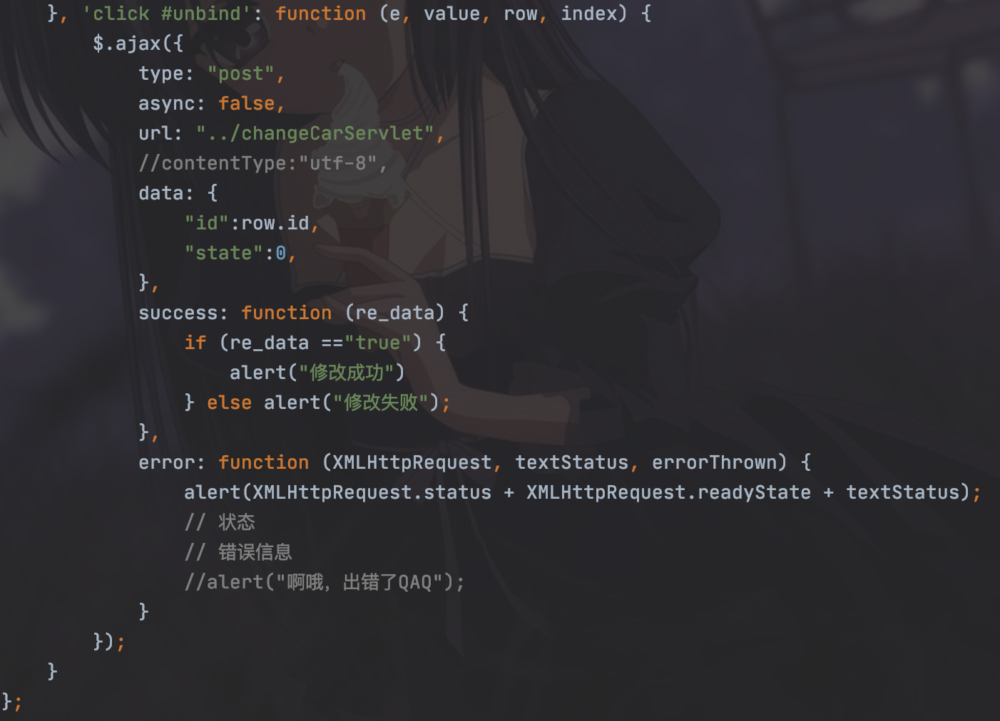 }, 'click #unbind': function (e, value, row, index) {
$.ajax({
type: "post",
async: false,
url: "../changeCarServlet",
//contentType:"utf-8",
data: {
"id":row.id,
"state":0,
},
success: function (re_data) {
if (re_data =="true") {
alert("修改成功")
} else alert("修改失败");
},
error: function (XMLHttpRequest, textStatus, errorThrown) {
alert(XMLHttpRequest.status + XMLHttpRequest.readyState + textStatus);
// 状态
// 错误信息
//alert("啊哦，出错了QAQ");
}
});
}
};